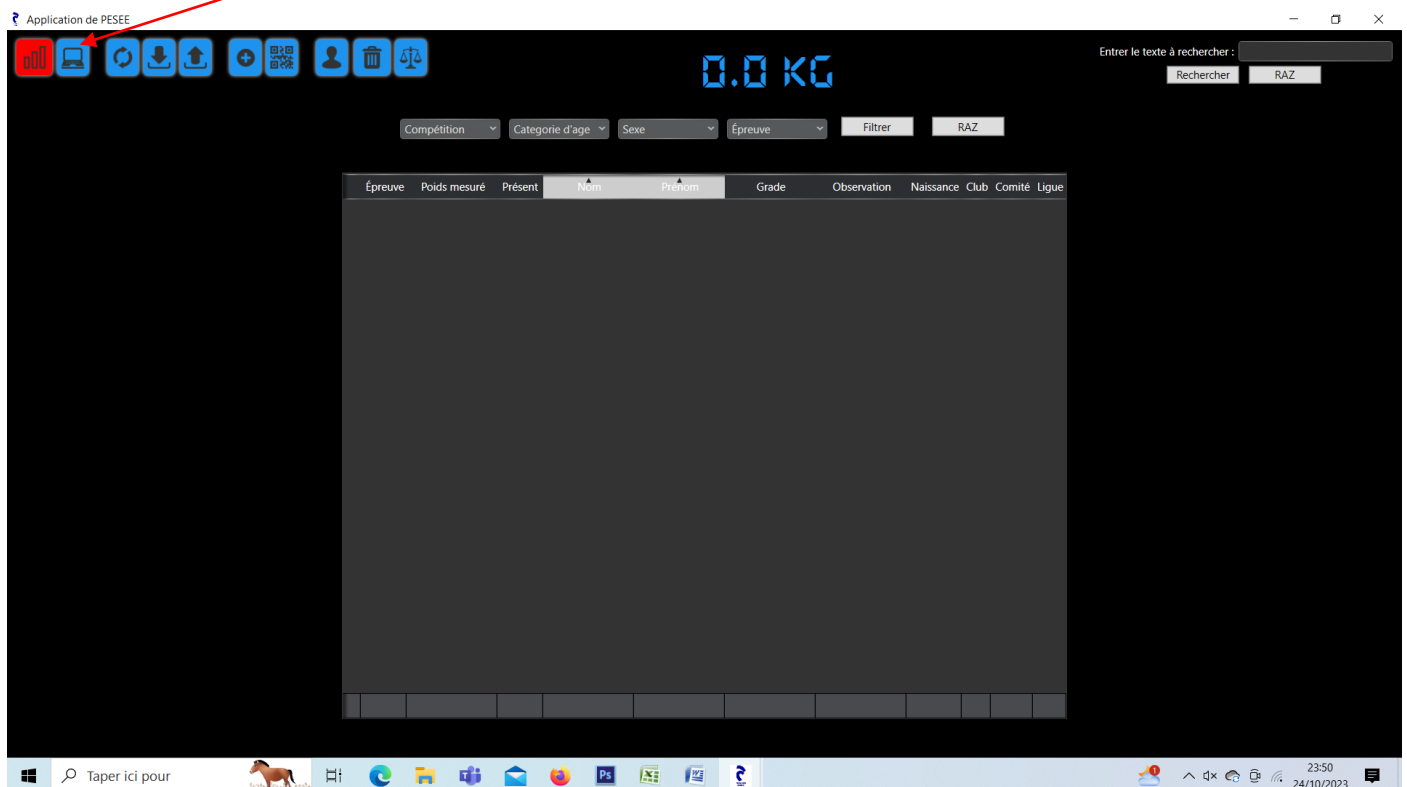 Application de PESEE
0.0 KG
Entrer le texte à rechercher :
Rechercher RAZ
Compétition Categorie d'age Sexe Épreuve Filtrer RAZ
Épreuve Poids mesuré Présent Nom Prénom Grade Observation Naissance Club Comité Ligue
Taper ici pour
Ps
1
23:50
24/10/2023